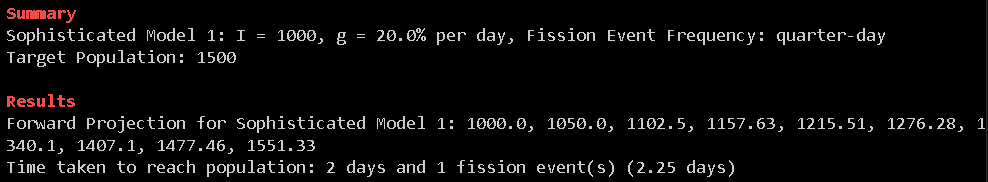 Summary
Sophisticated Model 1: I = 1000, g = 20.0% per day, Fission Event Frequency: quarter-day
Target Population: 1500
Results
Forward Projection for Sophisticated Model 1: 1000.0, 1050.0, 1102.5, 1157.63, 1215.51, 1276.28, 1
340.1, 1407.1, 1477.46, 1551.33
Time taken to reach population: 2 days and 1 fission event(s) (2.25 days)